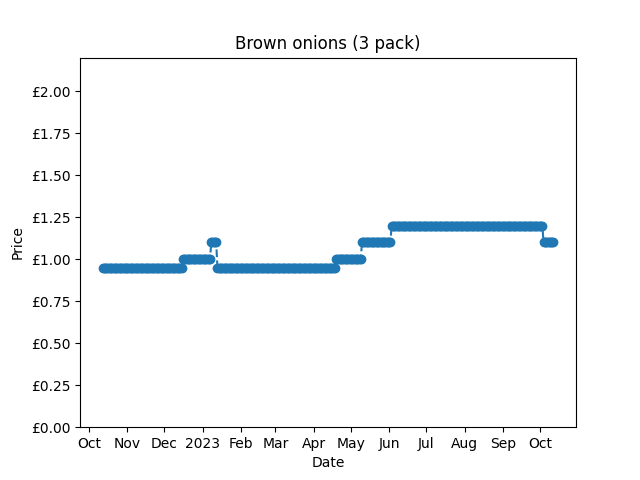 Brown onions (3 pack)
£2.00
£1.75
£1.50
£1.25
£1.00
£0.75
£0.50
£0.25
£0.00
Price
Oct Nov Dec 2023 Feb Mar Apr May Jun Jul Aug Sep Oct
Date